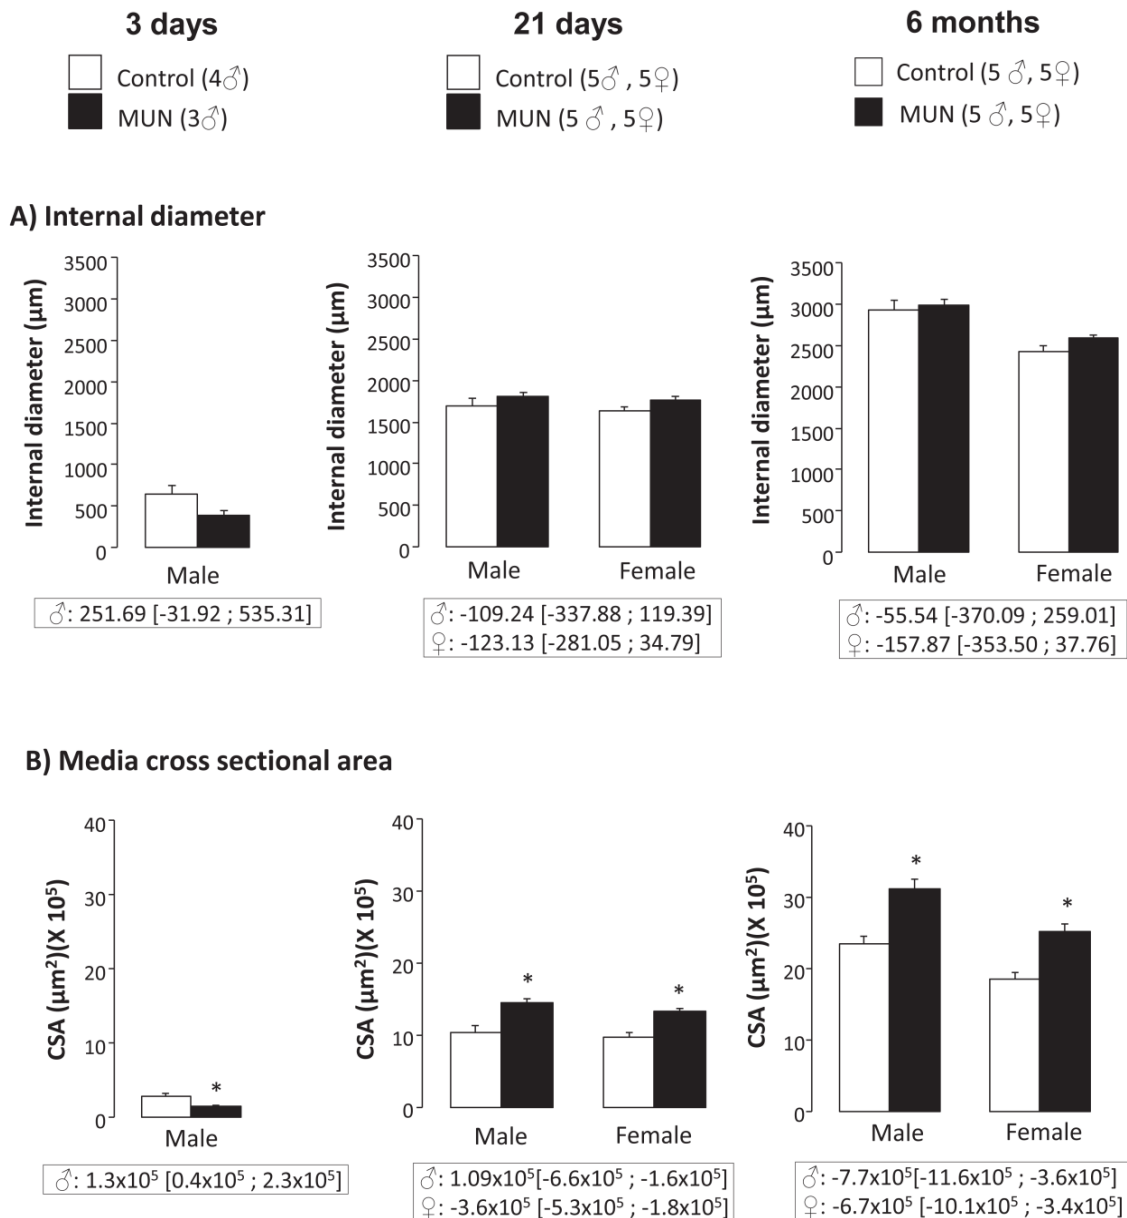 3 days
21 days
6 months
Control (4♂)
MUN (3♂)
Control (5♂, 5♀)
MUN (5 ♂, 5♀)
Control (5 ♂, 5♀)
MUN (5 ♂, 5♀)
A) Internal diameter
Internal diameter (µm)
3500
3000
2500
2000
1500
1000
500
0
Male
♂: 251.69 [-31.92 ; 535.31]
Internal diameter (µm)
3500
3000
2500
2000
1500
1000
500
0
Male
Female
♂: -109.24 [-337.88 ; 119.39]
♀: -123.13 [-281.05 ; 34.79]
Internal diameter (µm)
3500
3000
2500
2000
1500
1000
500
0
Male
Female
♂: -55.54 [-370.09 ; 259.01]
♀: -157.87 [-353.50 ; 37.76]
B) Media cross sectional area
CSA (µm²)(X 10⁵)
40
30
20
10
0
*
Male
♂: 1.3x10⁵ [0.4x10⁵ ; 2.3x10⁵]
CSA (µm²)(X 10⁵)
40
30
20
10
0
*
*
Male
Female
♂: 1.09x10⁵[-6.6x10⁵ ; -1.6x10⁵]
♀: -3.6x10⁵ [-5.3x10⁵ ; -1.8x10⁵]
CSA (µm²)(X 10⁵)
40
30
20
10
0
*
*
Male
Female
♂: -7.7x10⁵[-11.6x10⁵ ; -3.6x10⁵]
♀: -6.7x10⁵ [-10.1x10⁵ ; -3.4x10⁵]